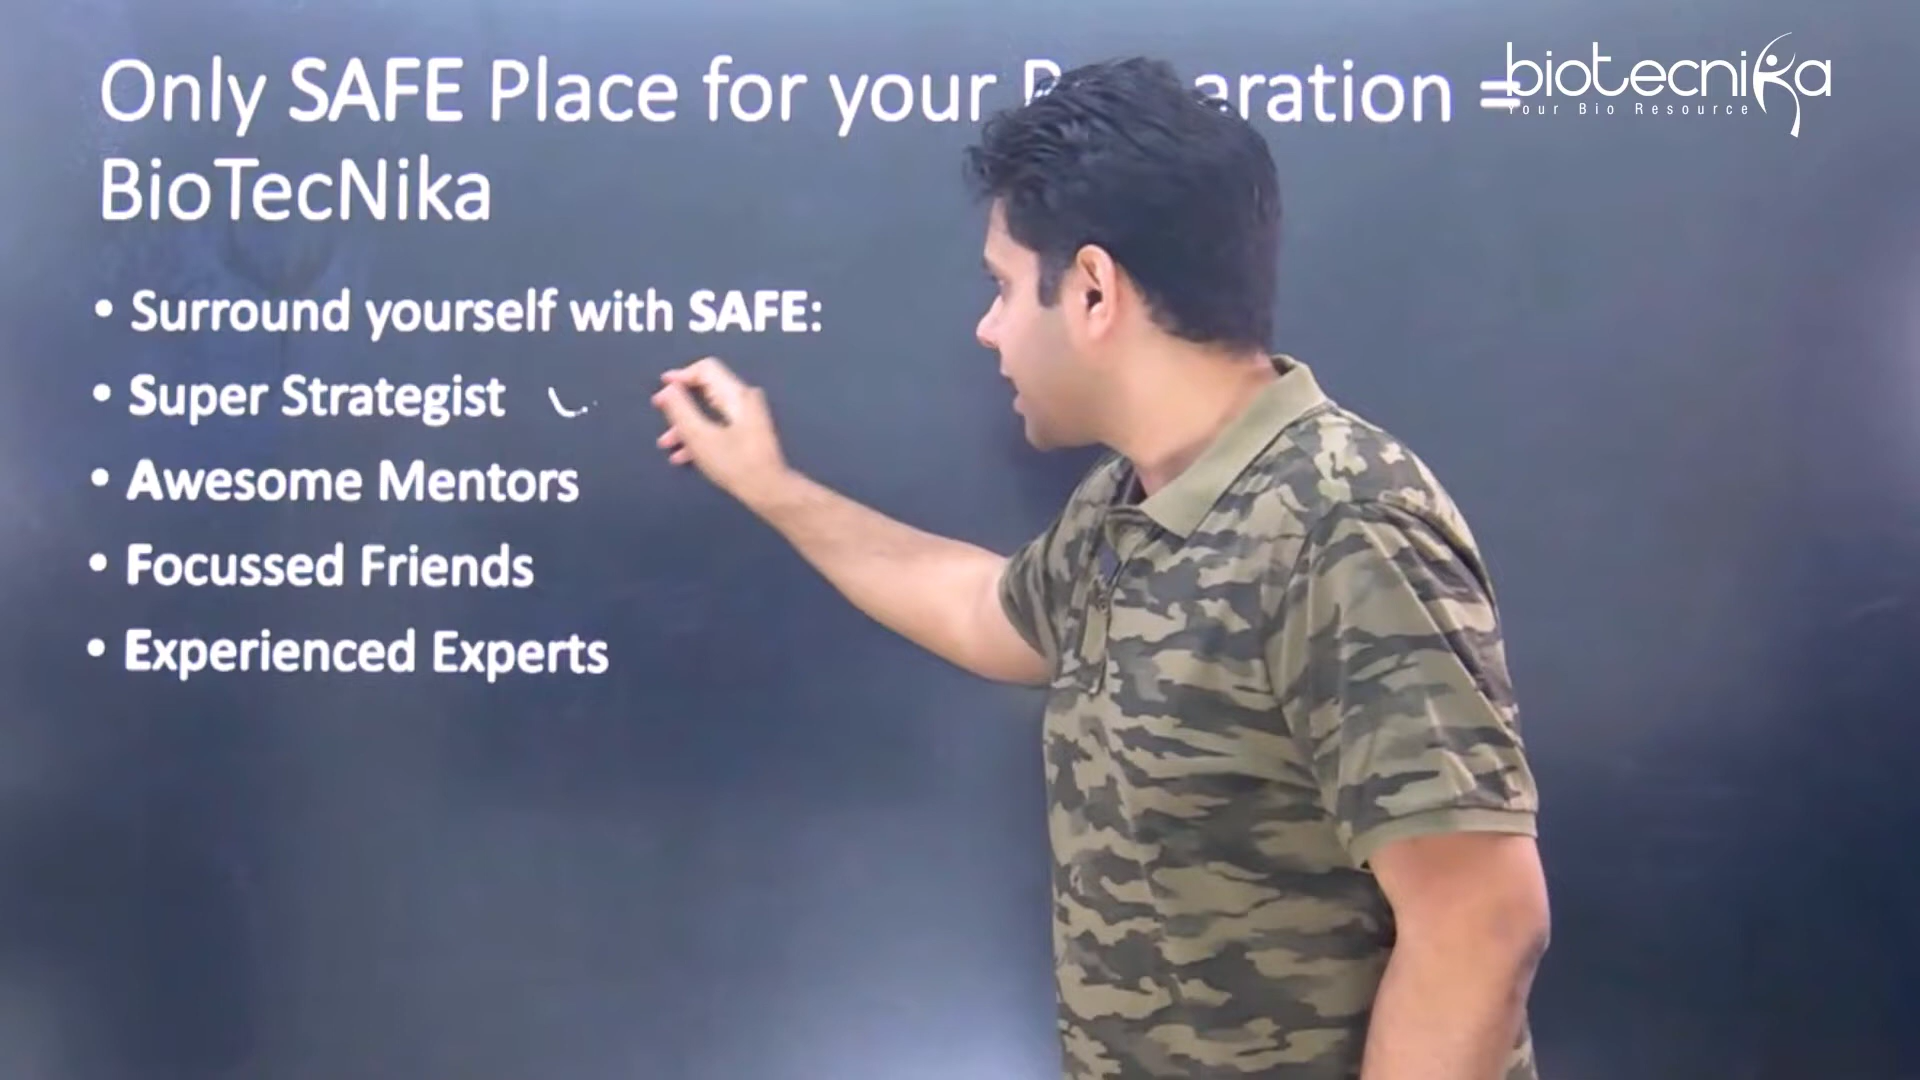 Only SAFE Place for your aration =
BioTecNika
• Surround yourself with SAFE:
• Super Strategist
• Awesome Mentors
• Focussed Friends
• Experienced Experts
biotecnika
Your Bio Resource